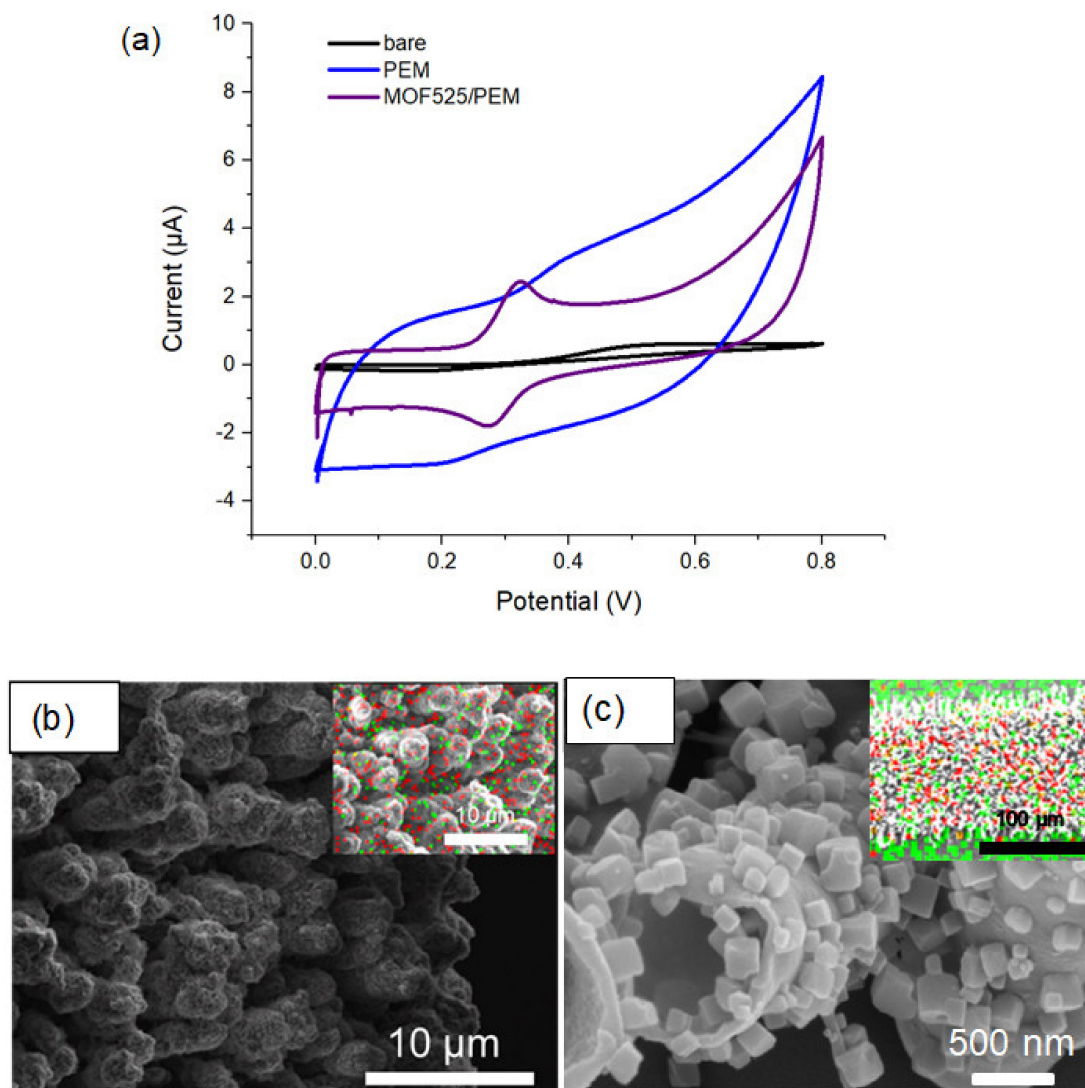 (a)
bare
PEM
MOF525/PEM
10
8
6
4
2
0
-2
-4
Current (µA)
0.0 0.2 0.4 0.6 0.8
Potential (V)
(b)
10 µm
10 µm
(c)
100 µm
500 nm